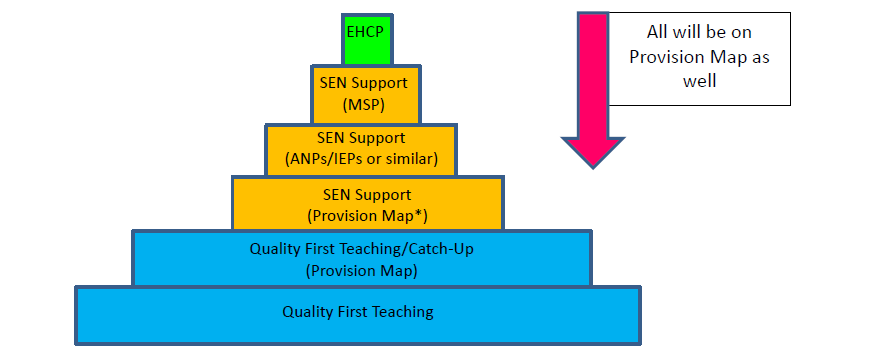 EHCP
SEN Support
(MSP)
SEN Support
(ANPs/IEPs or similar)
SEN Support
(Provision Map*)
Quality First Teaching/Catch-Up
(Provision Map)
Quality First Teaching
All will be on
Provision Map as
well